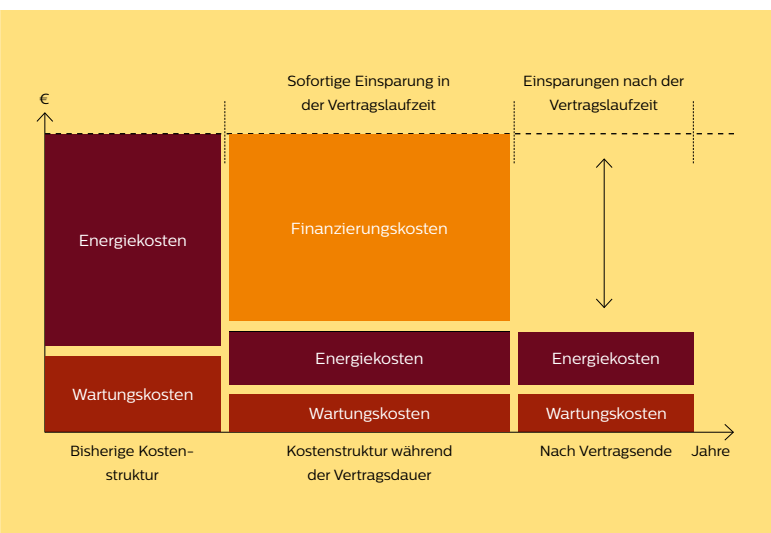 Sofortige Einsparung in
der Vertragslaufzeit
Einsparungen nach der
Vertragslaufzeit
€
Energiekosten
Finanzierungskosten
Energiekosten
Energiekosten
Wartungskosten
Wartungskosten
Wartungskosten
Bisherige Kosten-
struktur
Kostenstruktur während
der Vertragsdauer
Nach Vertragsende
Jahre